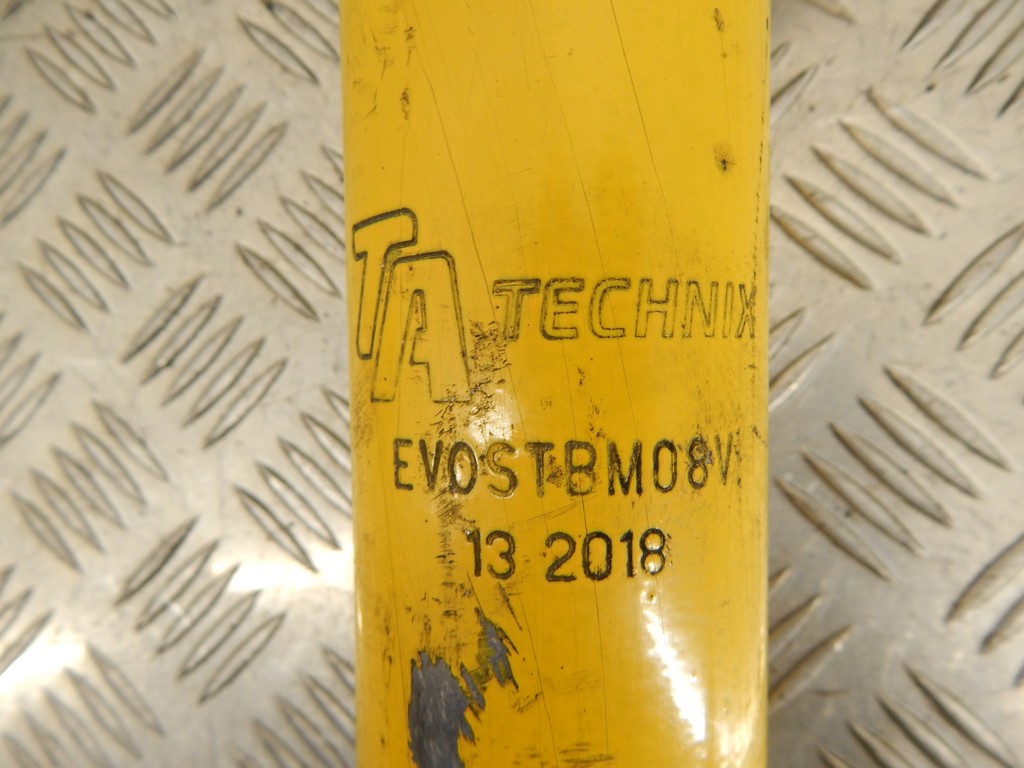 TA TECHNIX
EVOSTBM08V
13 2018